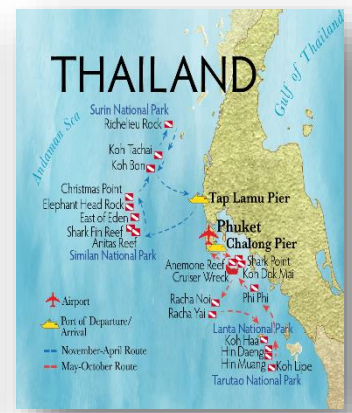 THAILAND
Gulf of Thailand
Andaman Sea
Surin National Park
Richelieu Rock
Koh Tachai
Koh Bon
Christmas Point
Elephant Head Rock
East of Eden
Shark Fin Reef
Anitas Reef
Similan National Park
Tap Lamu Pier
Phuket
Chalong Pier
Anemone Reef
Shark Point
Cruiser Wreck
Koh Dok Mai
Racha Noi
Phi Phi
Racha Yai
Lanta National Park
Koh Haa
Hin Daeng
Hin Muang
Koh Lipe
Tarutao National Park
Airport
Port of Departure/
Arrival
November-April Route
May-October Route